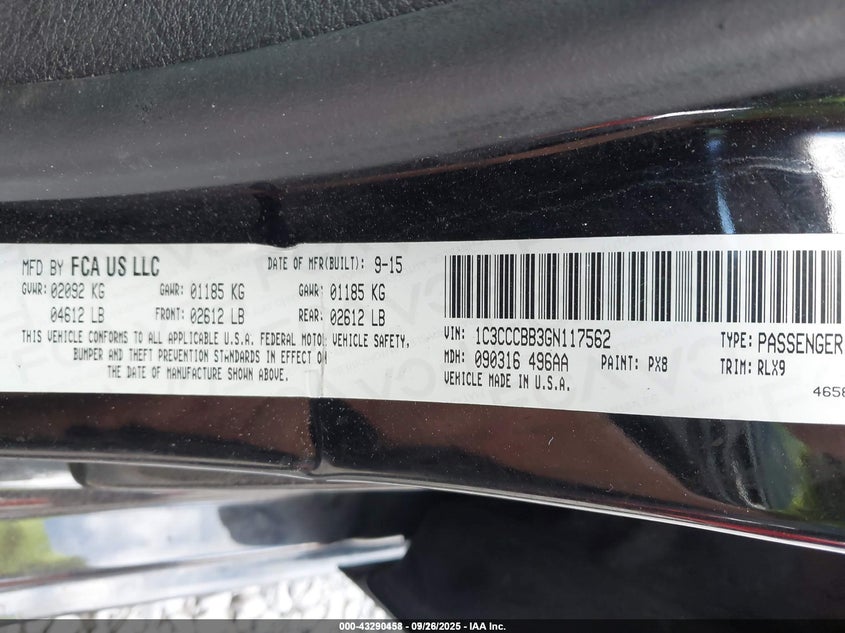 MFD BY FCA US LLC DATE OF MFR(BUILT): 9-15
GVWR: 02092 KG GAWR: 01185 KG GAWR: 01185 KG
04612 LB FRONT: 02612 LB REAR: 02612 LB
THIS VEHICLE CONFORMS TO ALL APPLICABLE U.S.A. FEDERAL MOTOR VEHICLE SAFETY,
BUMPER AND THEFT PREVENTION STANDARDS IN EFFECT ON
THE DATE OF MANUFACTURE SHOWN ABOVE.
VIN: 1C3CCCBB3GN117562 TYPE: PASSENGER
MDH: 090316 496AA PAINT: PX8 TRIM: RLX9
VEHICLE MADE IN U.S.A.
4658
000-43290458 - 09/26/2025 - IAA Inc.